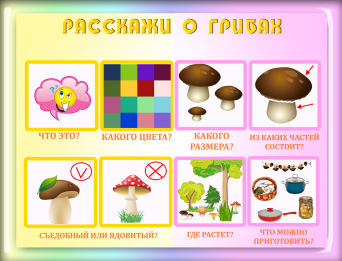 РАССКАЖИ О ГРИБАХ
ЧТО ЭТО?
КАКОГО ЦВЕТА?
КАКОГО
РАЗМЕРА?
ИЗ КАКИХ ЧАСТЕЙ
СОСТОИТ?
СЪЕДОБНЫЙ ИЛИ ЯДОВИТЫЙ?
ГДЕ РАСТЕТ?
ЧТО МОЖНО
ПРИГОТОВИТЬ?